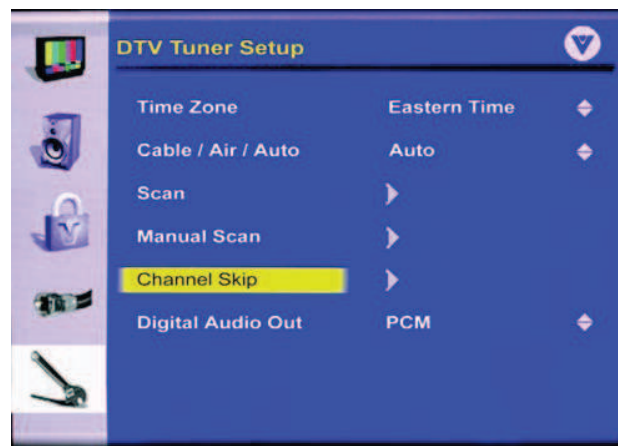 DTV Tuner Setup
Time Zone Eastern Time
Cable / Air / Auto Auto
Scan
Manual Scan
Channel Skip
Digital Audio Out PCM